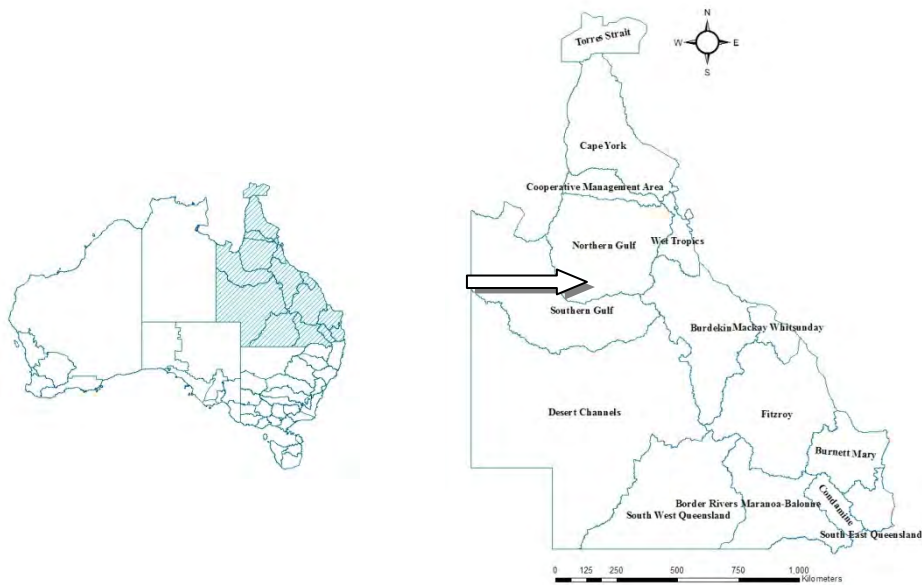 N
W E
S
Torres Strait
Cape York
Cooperative Management Area
Northern Gulf
Wet Tropics
Southern Gulf
Burdekin
Mackay Whitsunday
Desert Channels
Fitzroy
Burnett Mary
Condamine
Border Rivers Maranoa-Balonne
South West Queensland
South East Queensland
0 125 250 500 750 1,000
Kilometers